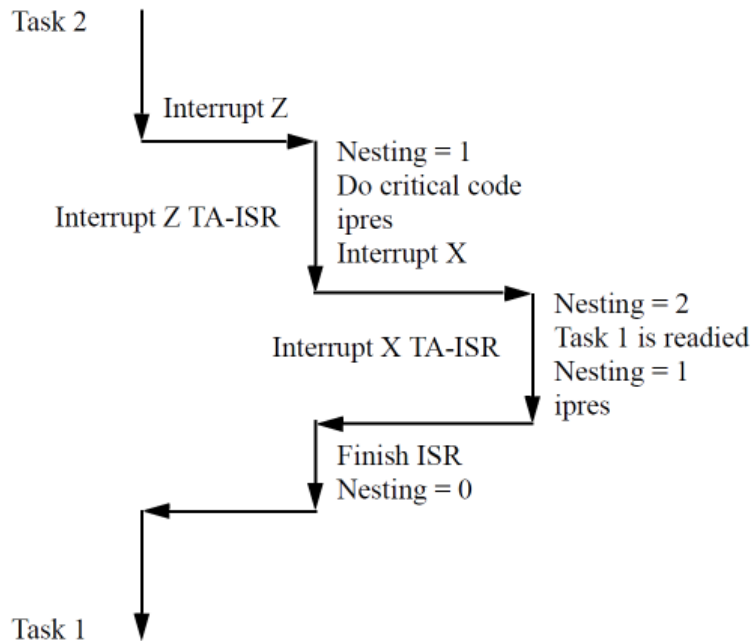 Task 2
Interrupt Z
Nesting = 1
Do critical code
Interrupt Z TA-ISR
ipres
Interrupt X
Nesting = 2
Task 1 is readied
Interrupt X TA-ISR
Nesting = 1
ipres
Finish ISR
Nesting = 0
Task 1